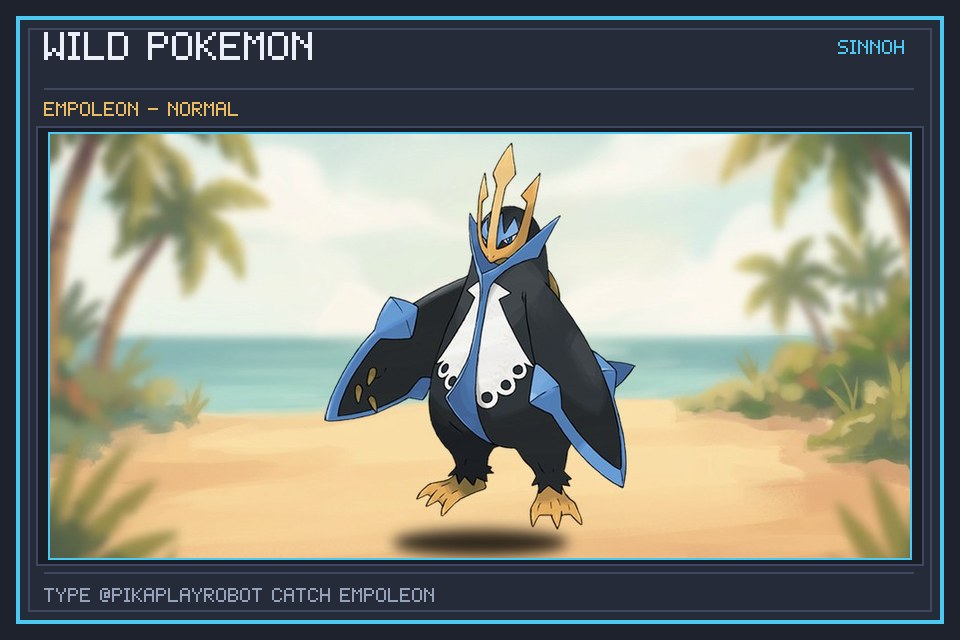 WILD POKEMON
SINNOH
EMPOLEON - NORMAL
TYPE @PIKAPLAYROBOT CATCH EMPOLEON